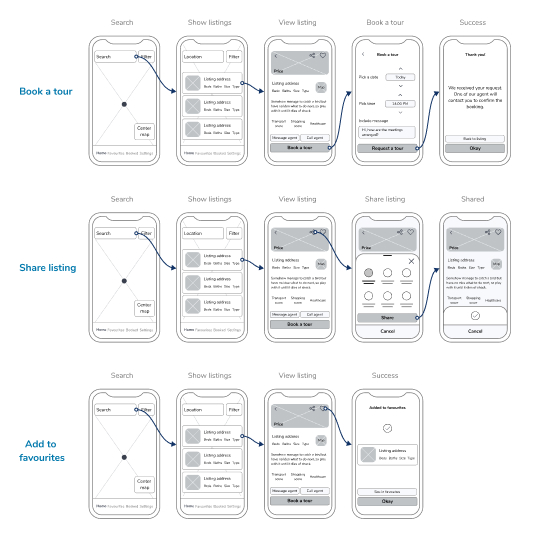 Search
Show listings
View listing
Book a tour
Success
Book a tour
Search
Filter
Center
map
Home Favourites Booked Settings
Location
Filter
Listing address
Beds Baths Size Type
Listing address
Beds Baths Size Type
Listing address
Beds Baths Size Type
Home Favourites Booked Settings
Price
Listing address
Beds Baths Size Type
Map
Transport
score
Shopping
score
Healthcare
Message agent
Call agent
Book a tour
Book a tour
Pick a date
Today
Pick time
14:00 PM
Include message
Request a tour
Thank you!
We received your request.
One of our agent will
contact you to confirm the
booking.
Back to listing
Okay
Search
Show listings
View listing
Share listing
Shared
Share listing
Search
Filter
Center
map
Home Favourites Booked Settings
Location
Filter
Listing address
Beds Baths Size Type
Listing address
Beds Baths Size Type
Listing address
Beds Baths Size Type
Home Favourites Booked Settings
Price
Listing address
Beds Baths Size Type
Map
Transport
score
Shopping
score
Healthcare
Message agent
Call agent
Book a tour
Price
Share
Cancel
Price
Listing address
Beds Baths Size Type
Map
Transport
score
Shopping
score
Healthcare
Cancel
Search
Show listings
View listing
Success
Add to
favourites
Search
Filter
Center
map
Home Favourites Booked Settings
Location
Filter
Listing address
Beds Baths Size Type
Listing address
Beds Baths Size Type
Listing address
Beds Baths Size Type
Home Favourites Booked Settings
Price
Listing address
Beds Baths Size Type
Map
Transport
score
Shopping
score
Healthcare
Message agent
Call agent
Book a tour
Added to favourites
Listing address
Beds Baths Size Type
Okay